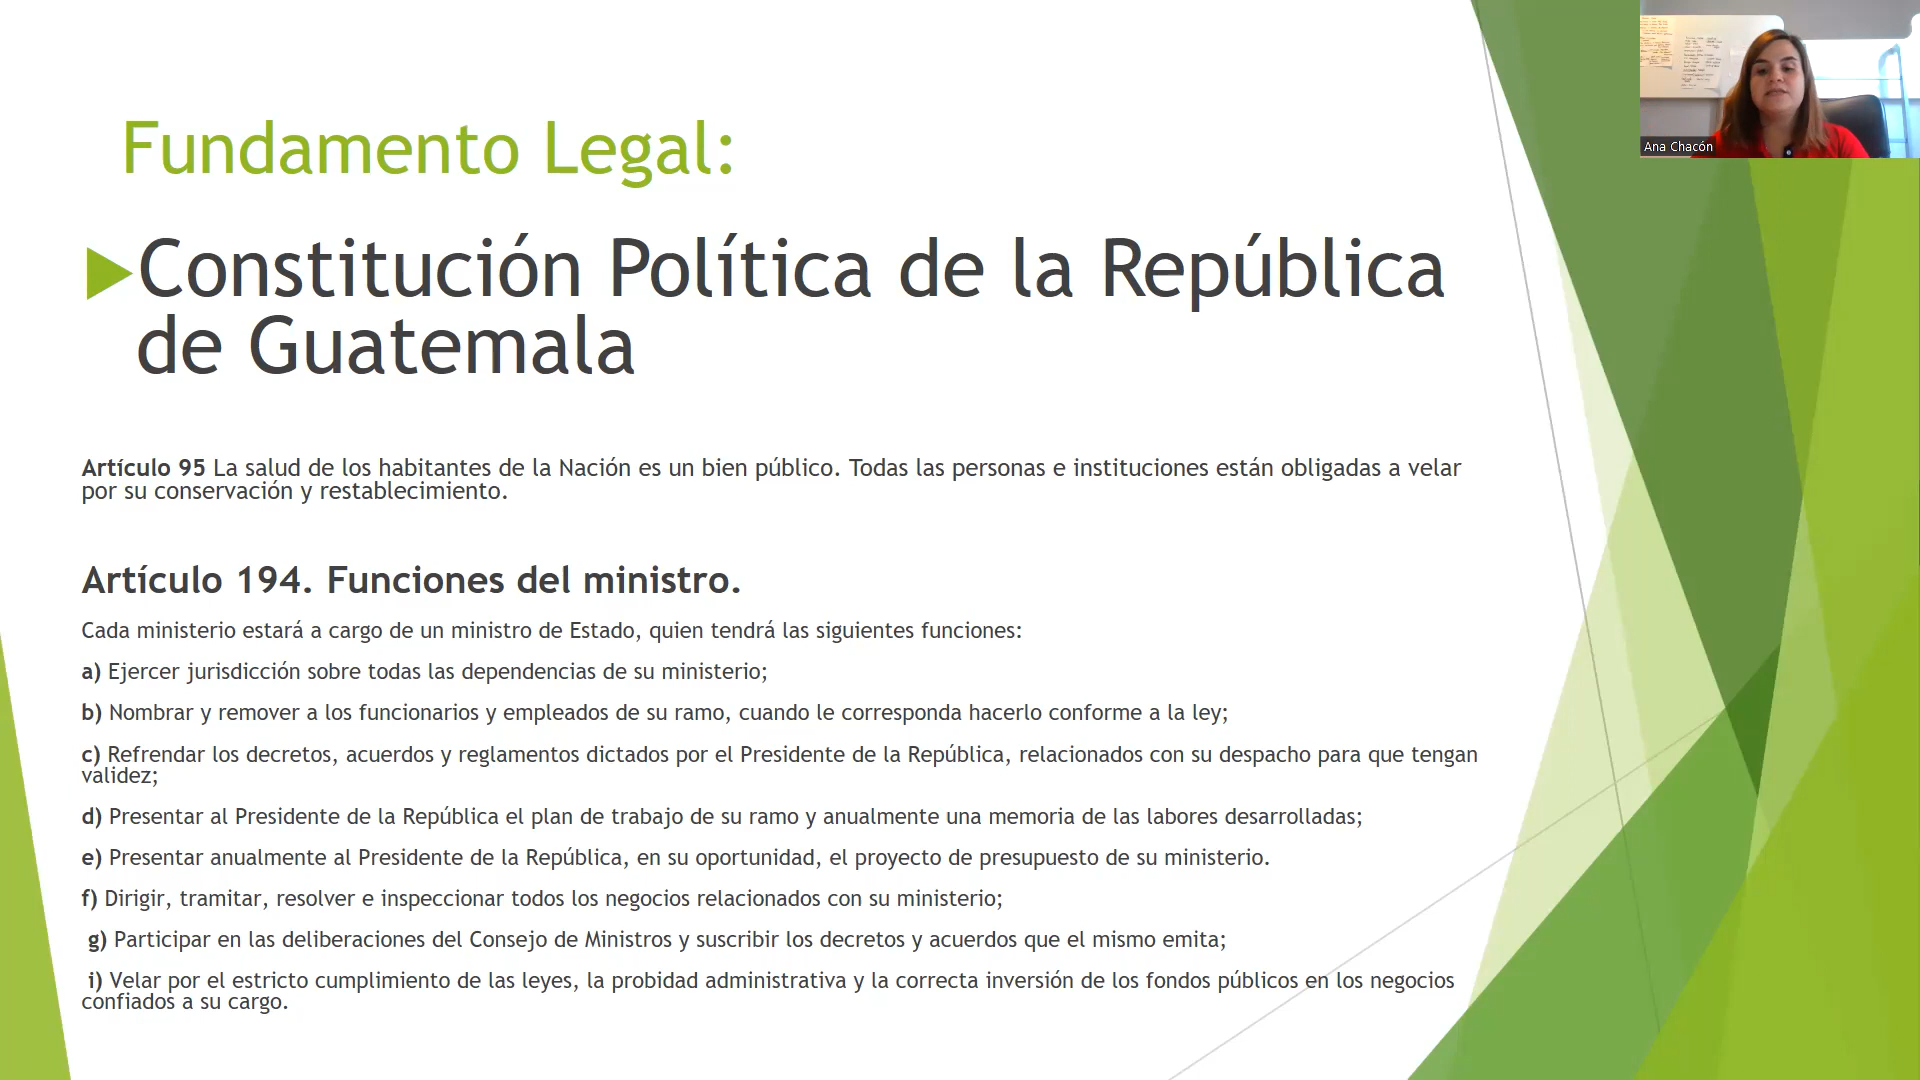 Fundamento Legal:
Constitución Política de la República
de Guatemala
Artículo 95 La salud de los habitantes de la Nación es un bien público. Todas las personas e instituciones están obligadas a velar
por su conservación y restablecimiento.
Artículo 194. Funciones del ministro.
Cada ministerio estará a cargo de un ministro de Estado, quien tendrá las siguientes funciones:
a) Ejercer jurisdicción sobre todas las dependencias de su ministerio;
b) Nombrar y remover a los funcionarios y empleados de su ramo, cuando le corresponda hacerlo conforme a la ley;
c) Refrendar los decretos, acuerdos y reglamentos dictados por el Presidente de la República, relacionados con su despacho para que tengan
validez;
d) Presentar al Presidente de la República el plan de trabajo de su ramo y anualmente una memoria de las labores desarrolladas;
e) Presentar anualmente al Presidente de la República, en su oportunidad, el proyecto de presupuesto de su ministerio.
f) Dirigir, tramitar, resolver e inspeccionar todos los negocios relacionados con su ministerio;
g) Participar en las deliberaciones del Consejo de Ministros y suscribir los decretos y acuerdos que el mismo emita;
i) Velar por el estricto cumplimiento de las leyes, la probidad administrativa y la correcta inversión de los fondos públicos en los negocios
confiados a su cargo.
Ana Chacón